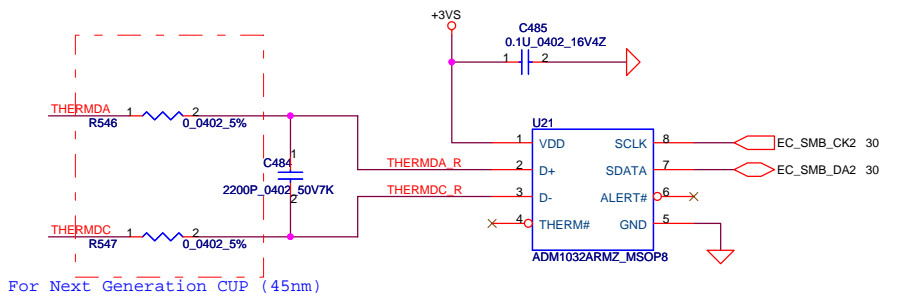 +3VS
C485
0.1U_0402_16V4Z
1 2
THERMDA 1 2
R546 0_0402_5%
U21
1 VDD SCLK 8 EC_SMB_CK2 30
C484 1
THERMDA_R 2 D+ SDATA 7 EC_SMB_DA2 30
2200P_0402_50V7K
2
THERMDC_R 3 D- ALERT# 6
4 THERM# GND 5
THERMDC 1 2
R547 0_0402_5%
ADM1032ARMZ_MSOP8
For Next Generation CUP (45nm)